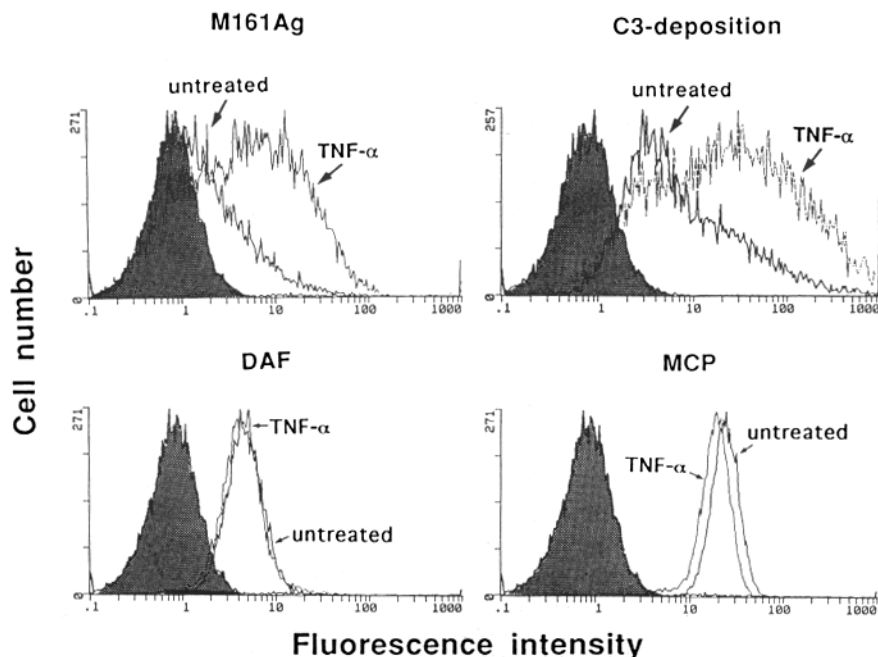 M161Ag
untreated
TNF-α
271
0
.1 1 10 100 1000
C3-deposition
untreated
TNF-α
257
0
.1 1 10 100 1000
Cell number
DAF
TNF-α
untreated
271
0
.1 1 10 100 1000
MCP
untreated
TNF-α
271
0
.1 1 10 100 1000
Fluorescence intensity